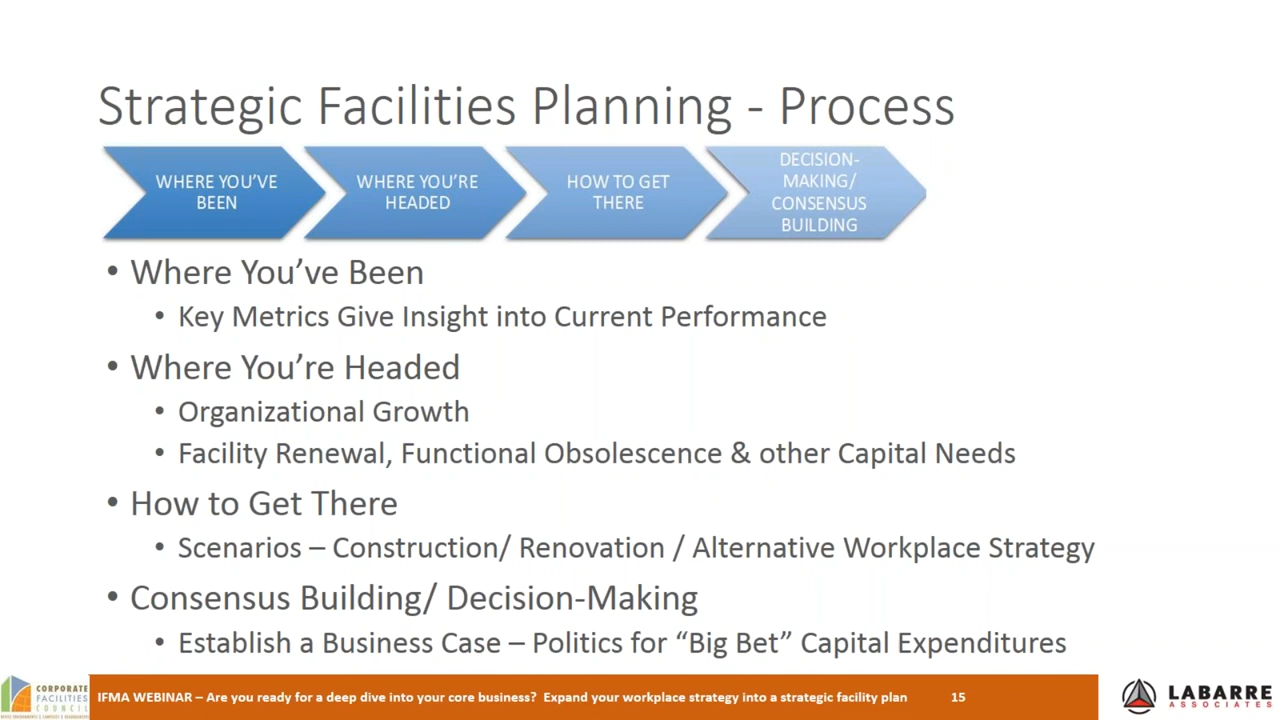 Strategic Facilities Planning - Process
WHERE YOU'VE
BEEN
WHERE YOU'RE
HEADED
HOW TO GET
THERE
DECISION-
MAKING/
CONSENSUS
BUILDING
• Where You've Been
• Key Metrics Give Insight into Current Performance
• Where You're Headed
• Organizational Growth
• Facility Renewal, Functional Obsolescence & other Capital Needs
• How to Get There
• Scenarios – Construction/ Renovation / Alternative Workplace Strategy
• Consensus Building/ Decision-Making
• Establish a Business Case – Politics for “Big Bet” Capital Expenditures
CORPORATE
FACILITIES
COUNCIL
IFMA WEBINAR – Are you ready for a deep dive into your core business? Expand your workplace strategy into a strategic facility plan
15
LABARRE
ASSOCIATES